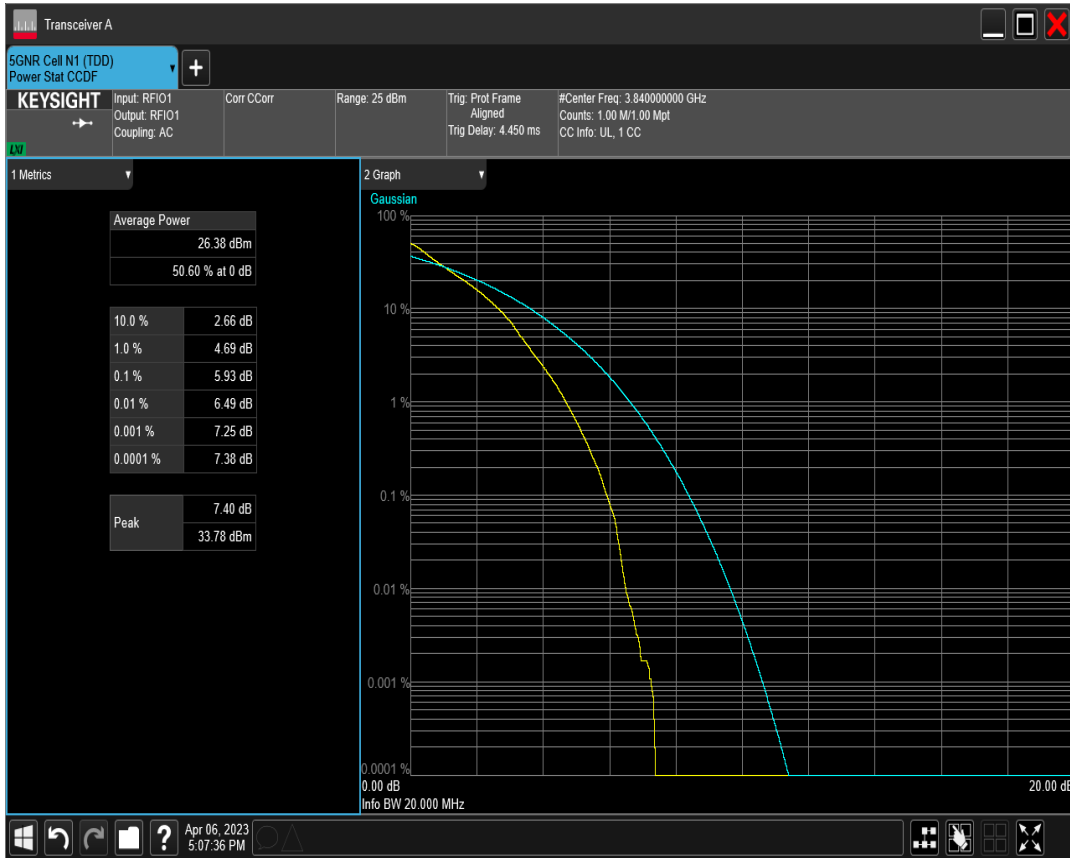 Transceiver A
5GNR Cell N1 (TDD)
Power Stat CCDF
+
KEYSIGHT
LXI
Input: RFIO1
Output: RFIO1
Coupling: AC
Corr CCorr
Range: 25 dBm
Trig: Prot Frame
Aligned
Trig Delay: 4.450 ms
#Center Freq: 3.840000000 GHz
Counts: 1.00 M/1.00 Mpt
CC Info: UL, 1 CC
1 Metrics
Average Power
26.38 dBm
50.60 % at 0 dB
10.0 % 2.66 dB
1.0 % 4.69 dB
0.1 % 5.93 dB
0.01 % 6.49 dB
0.001 % 7.25 dB
0.0001 % 7.38 dB
Peak
7.40 dB
33.78 dBm
2 Graph
Gaussian
100 %
10 %
1 %
0.1 %
0.01 %
0.001 %
0.0001 %
0.00 dB
20.00 dB
Info BW 20.000 MHz
?
Apr 06, 2023
5:07:36 PM